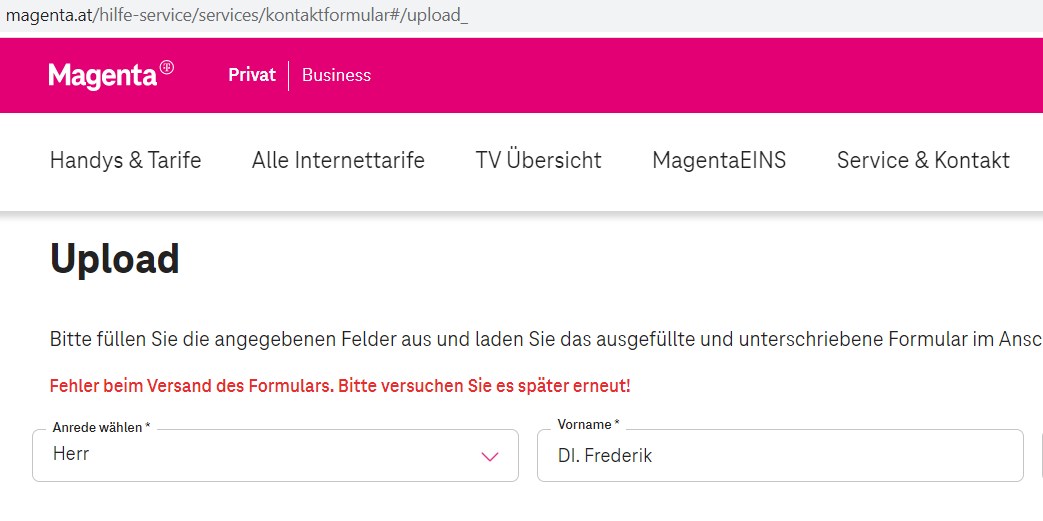 magenta.at/hilfe-service/services/kontaktformular#/upload_
Magenta Privat Business
Handys & Tarife Alle Internettarife TV Übersicht MagentaEINS Service & Kontakt
Upload
Bitte füllen Sie die angegebenen Felder aus und laden Sie das ausgefüllte und unterschriebene Formular im Ansc
Fehler beim Versand des Formulars. Bitte versuchen Sie es später erneut!
Anrede wählen * Vorname *
Herr DI. Frederik